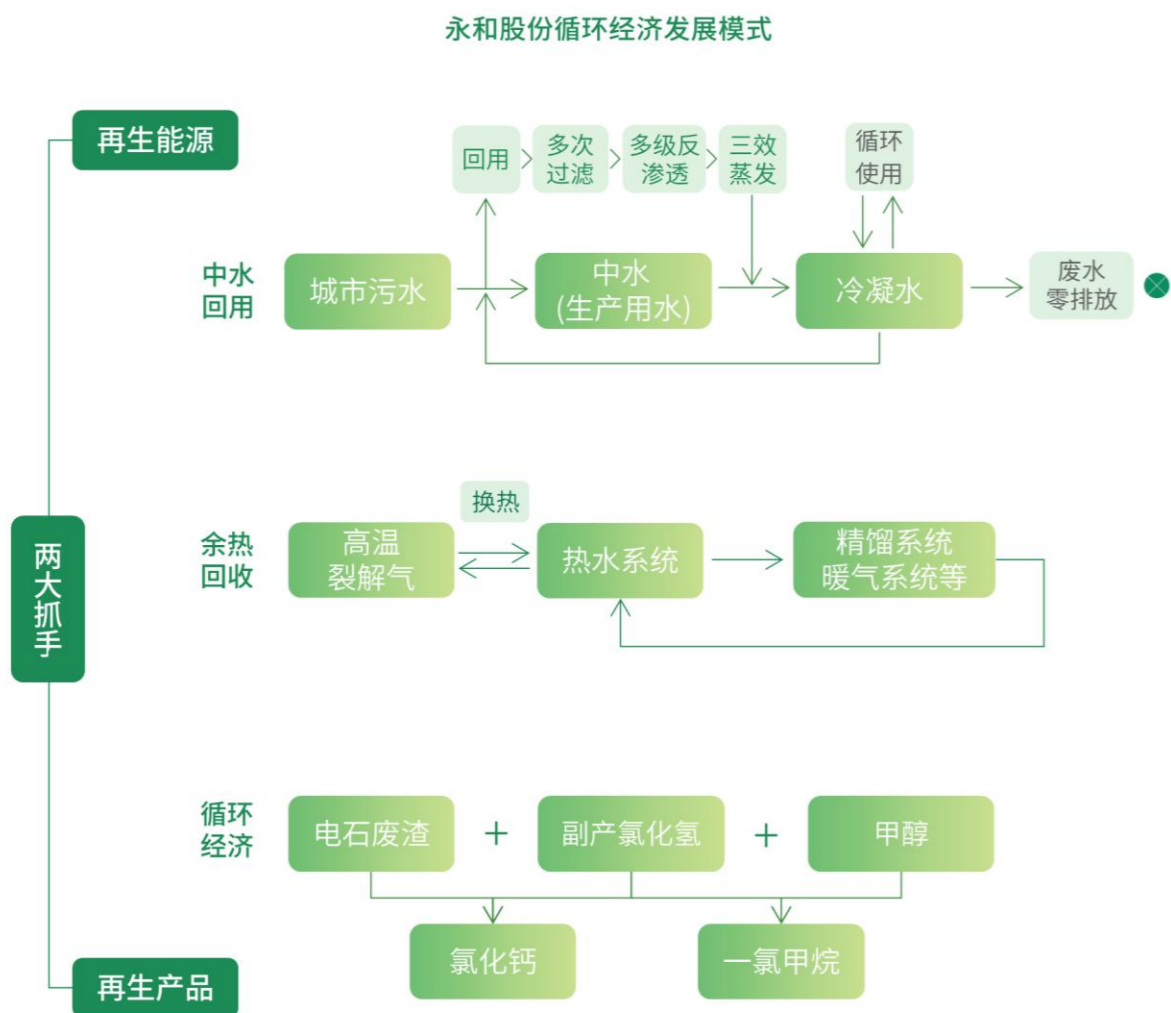 永和股份循环经济发展模式
再生能源
回用
多次
过滤
多级反
渗透
三效
蒸发
循环
使用
中水
回用
城市污水
中水
(生产用水)
冷凝水
废水
零排放
两大抓手
余热
回收
换热
高温
裂解气
热水系统
精馏系统
暖气系统等
循环
经济
电石废渣
+
副产氯化氢
+
甲醇
氯化钙
一氯甲烷
再生产品